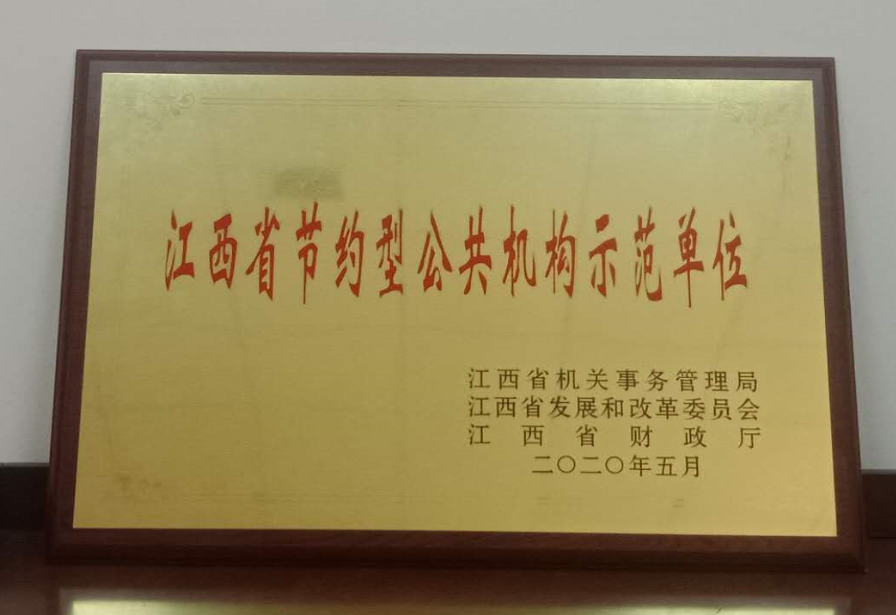 江西省节约型公共机构示范单位
江西省机关事务管理局
江西省发展和改革委员会
江西省财政厅
二〇二〇年五月